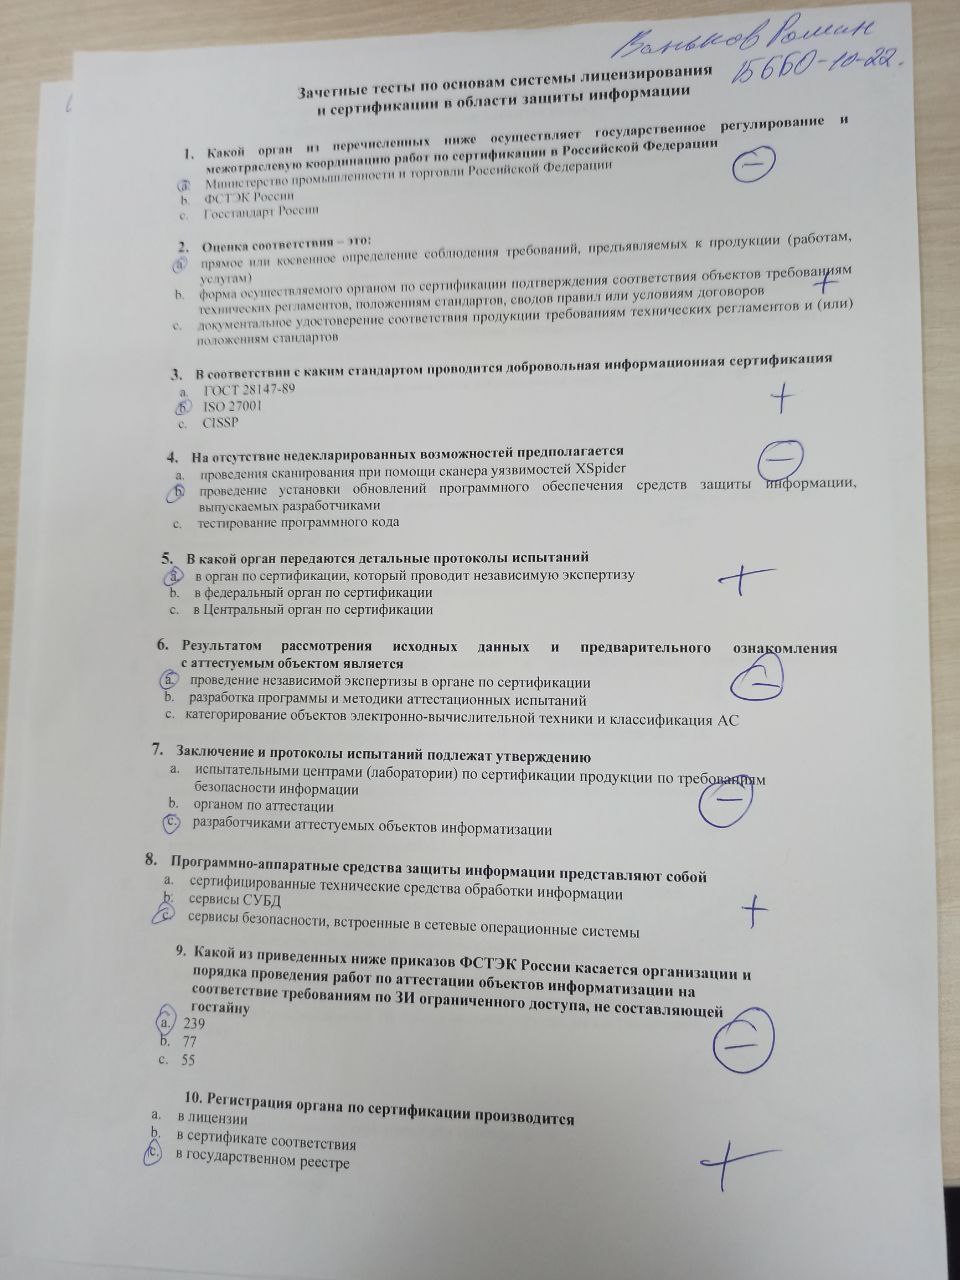 Ваньков Роман
15ББО-10-22.
Зачетные тесты по основам системы лицензирования
и сертификации в области защиты информации
1. Какой орган из перечисленных ниже осуществляет государственное регулирование и
межотраслевую координацию работ по сертификации в Российской Федерации
a. Министерство промышленности и торговли Российской Федерации
b. ФСТЭК России
c. Госстандарт России
−
2. Оценка соответствия – это:
a. прямое или косвенное определение соблюдения требований, предъявляемых к продукции (работам,
услугам)
b. форма осуществляемого органом по сертификации подтверждения соответствия объектов требованиям
технических регламентов, положениям стандартов, сводов правил или условиям договоров
+
c. документальное удостоверение соответствия продукции требованиям технических регламентов и (или)
положениям стандартов
3. В соответствии с каким стандартом проводится добровольная информационная сертификация
a. ГОСТ 28147-89
b. ISO 27001
c. CISSP
+
4. На отсутствие недекларированных возможностей предполагается
a. проведения сканирования при помощи сканера уязвимостей XSpider
−
b. проведение установки обновлений программного обеспечения средств защиты информации,
выпускаемых разработчиками
c. тестирование программного кода
5. В какой орган передаются детальные протоколы испытаний
a. в орган по сертификации, который проводит независимую экспертизу
b. в федеральный орган по сертификации
c. в Центральный орган по сертификации
+
6. Результатом рассмотрения исходных данных и предварительного ознакомления
с аттестуемым объектом является
a. проведение независимой экспертизы в органе по сертификации
−
b. разработка программы и методики аттестационных испытаний
c. категорирование объектов электронно-вычислительной техники и классификация АС
7. Заключение и протоколы испытаний подлежат утверждению
a. испытательными центрами (лаборатории) по сертификации продукции по требованиям
безопасности информации
−
b. органом по аттестации
c. разработчиками аттестуемых объектов информатизации
8. Программно-аппаратные средства защиты информации представляют собой
a. сертифицированные технические средства обработки информации
b. сервисы СУБД
c. сервисы безопасности, встроенные в сетевые операционные системы
+
9. Какой из приведенных ниже приказов ФСТЭК России касается организации и
порядка проведения работ по аттестации объектов информатизации на
соответствие требованиям по ЗИ ограниченного доступа, не составляющей
гостайну
a. 239
b. 77
c. 55
−
10. Регистрация органа по сертификации производится
a. в лицензии
b. в сертификате соответствия
c. в государственном реестре
+